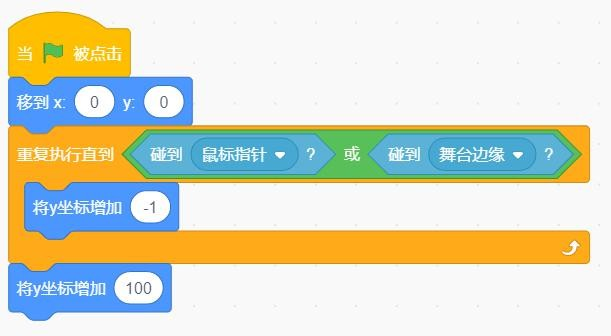 当 被点击
移到 x: 0 y: 0
重复执行直到 碰到 鼠标指针 ? 或 碰到 舞台边缘 ?
将y坐标增加 -1
将y坐标增加 100